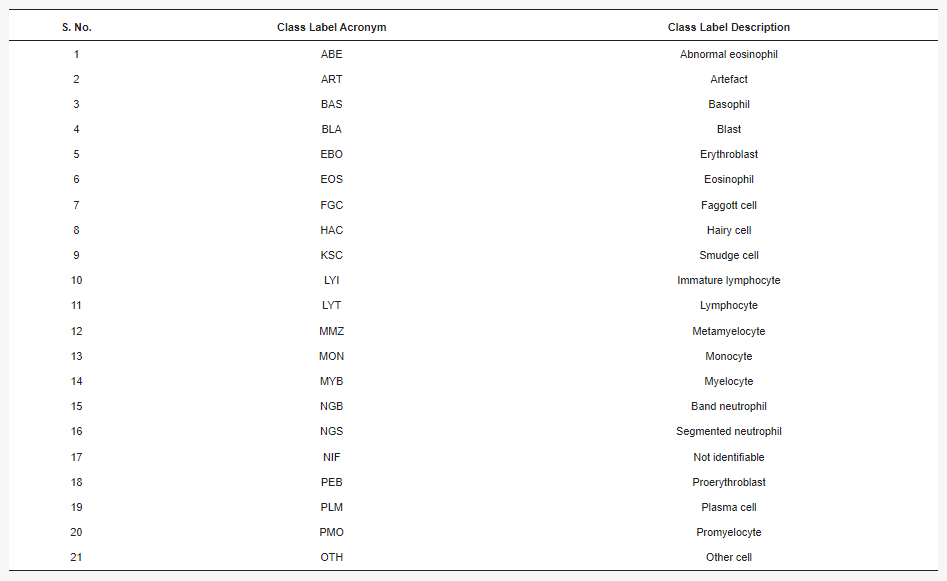 S. No. Class Label Acronym Class Label Description
1 ABE Abnormal eosinophil
2 ART Artefact
3 BAS Basophil
4 BLA Blast
5 EBO Erythroblast
6 EOS Eosinophil
7 FGC Faggott cell
8 HAC Hairy cell
9 KSC Smudge cell
10 LYI Immature lymphocyte
11 LYT Lymphocyte
12 MMZ Metamyelocyte
13 MON Monocyte
14 MYB Myelocyte
15 NGB Band neutrophil
16 NGS Segmented neutrophil
17 NIF Not identifiable
18 PEB Proerythroblast
19 PLM Plasma cell
20 PMO Promyelocyte
21 OTH Other cell